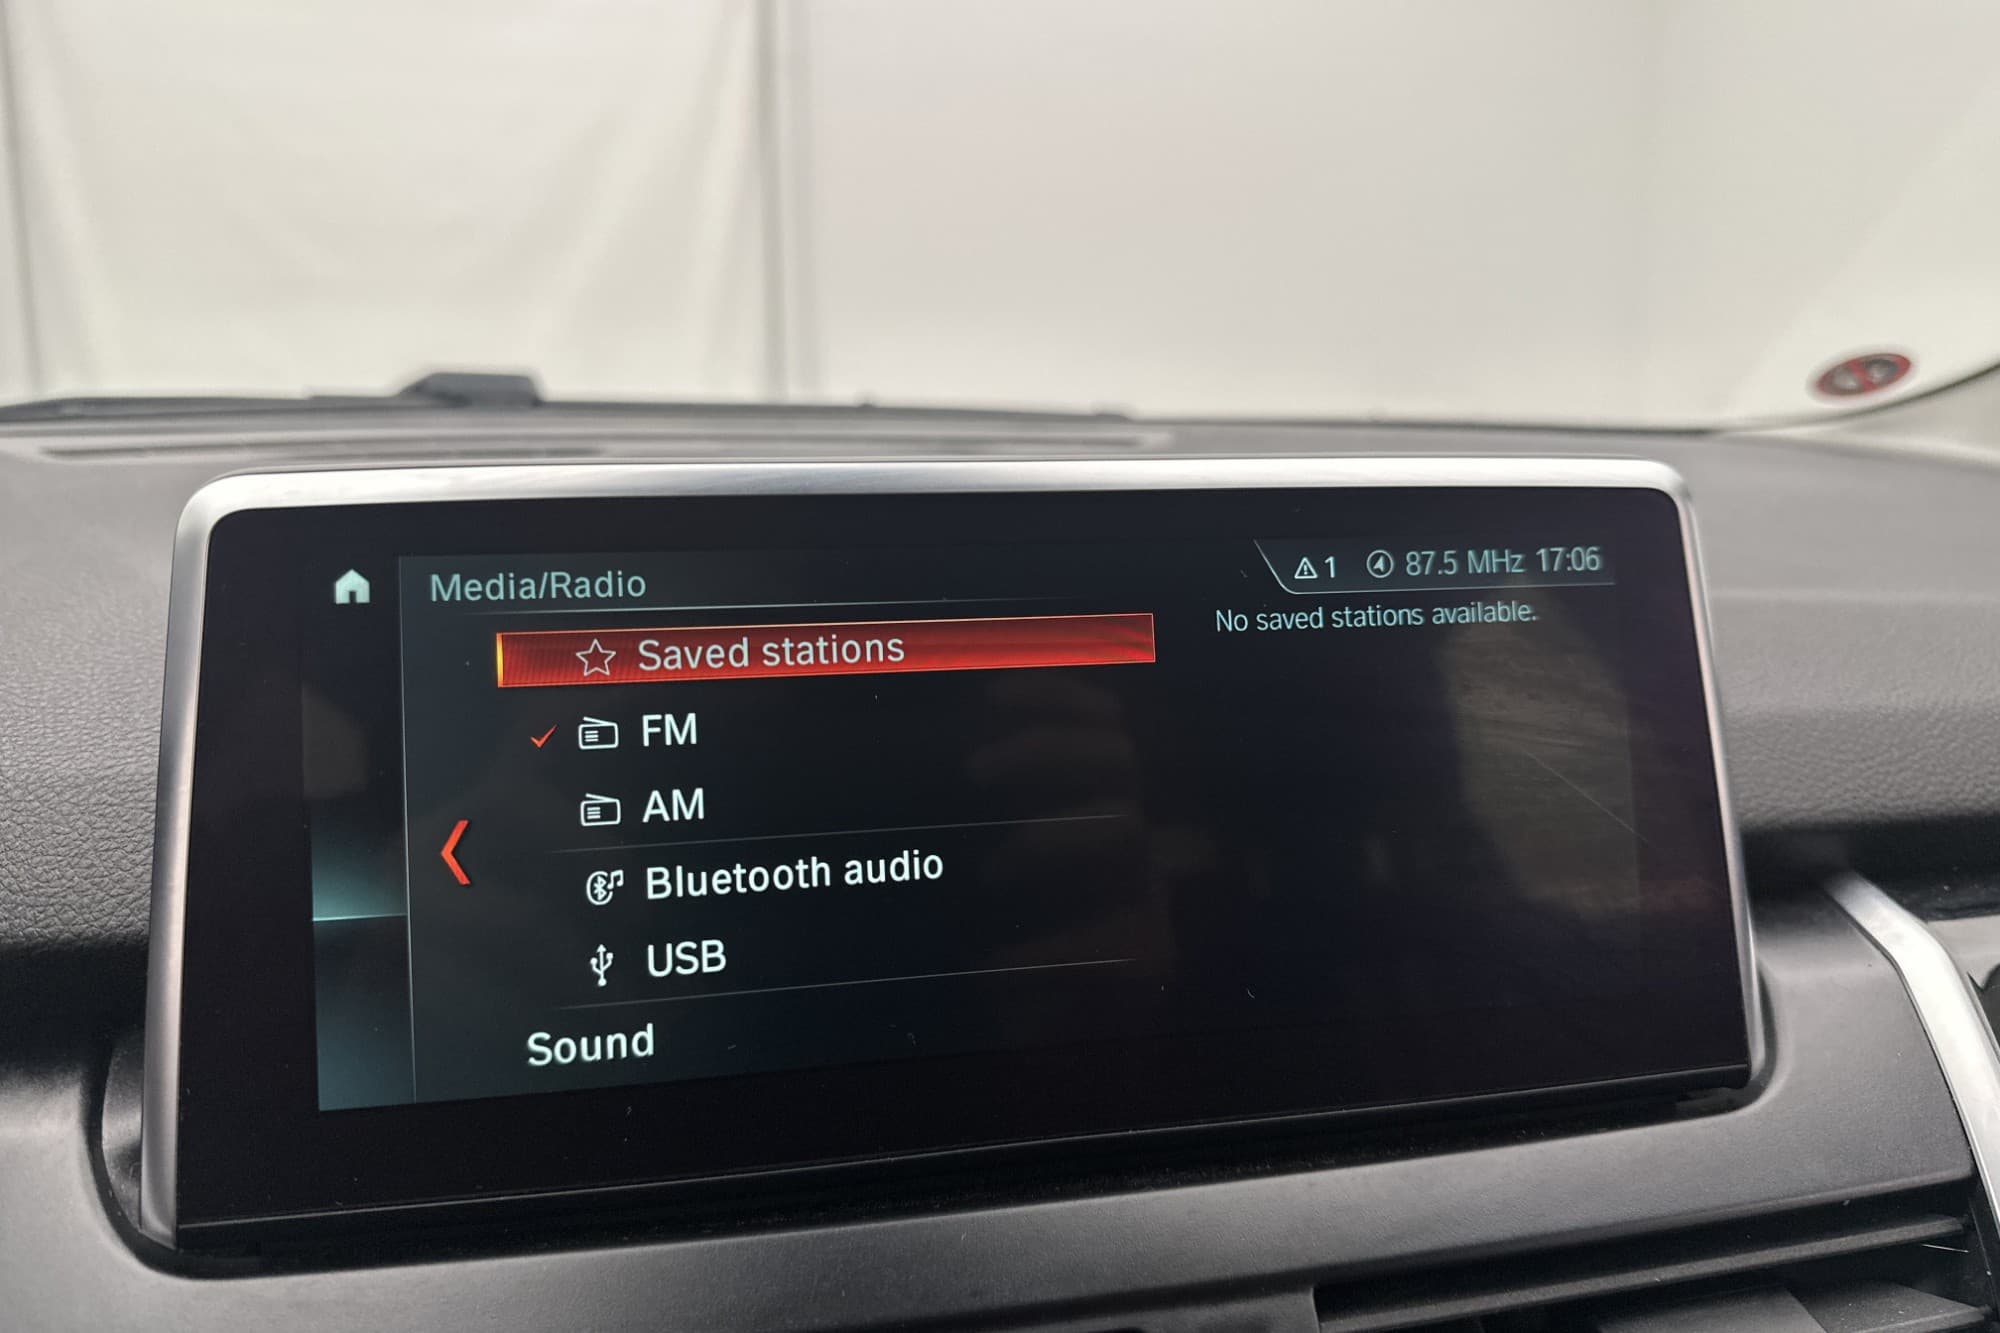 Media/Radio
1 87.5 MHz 17:06
Saved stations
No saved stations available.
FM
AM
Bluetooth audio
USB
Sound